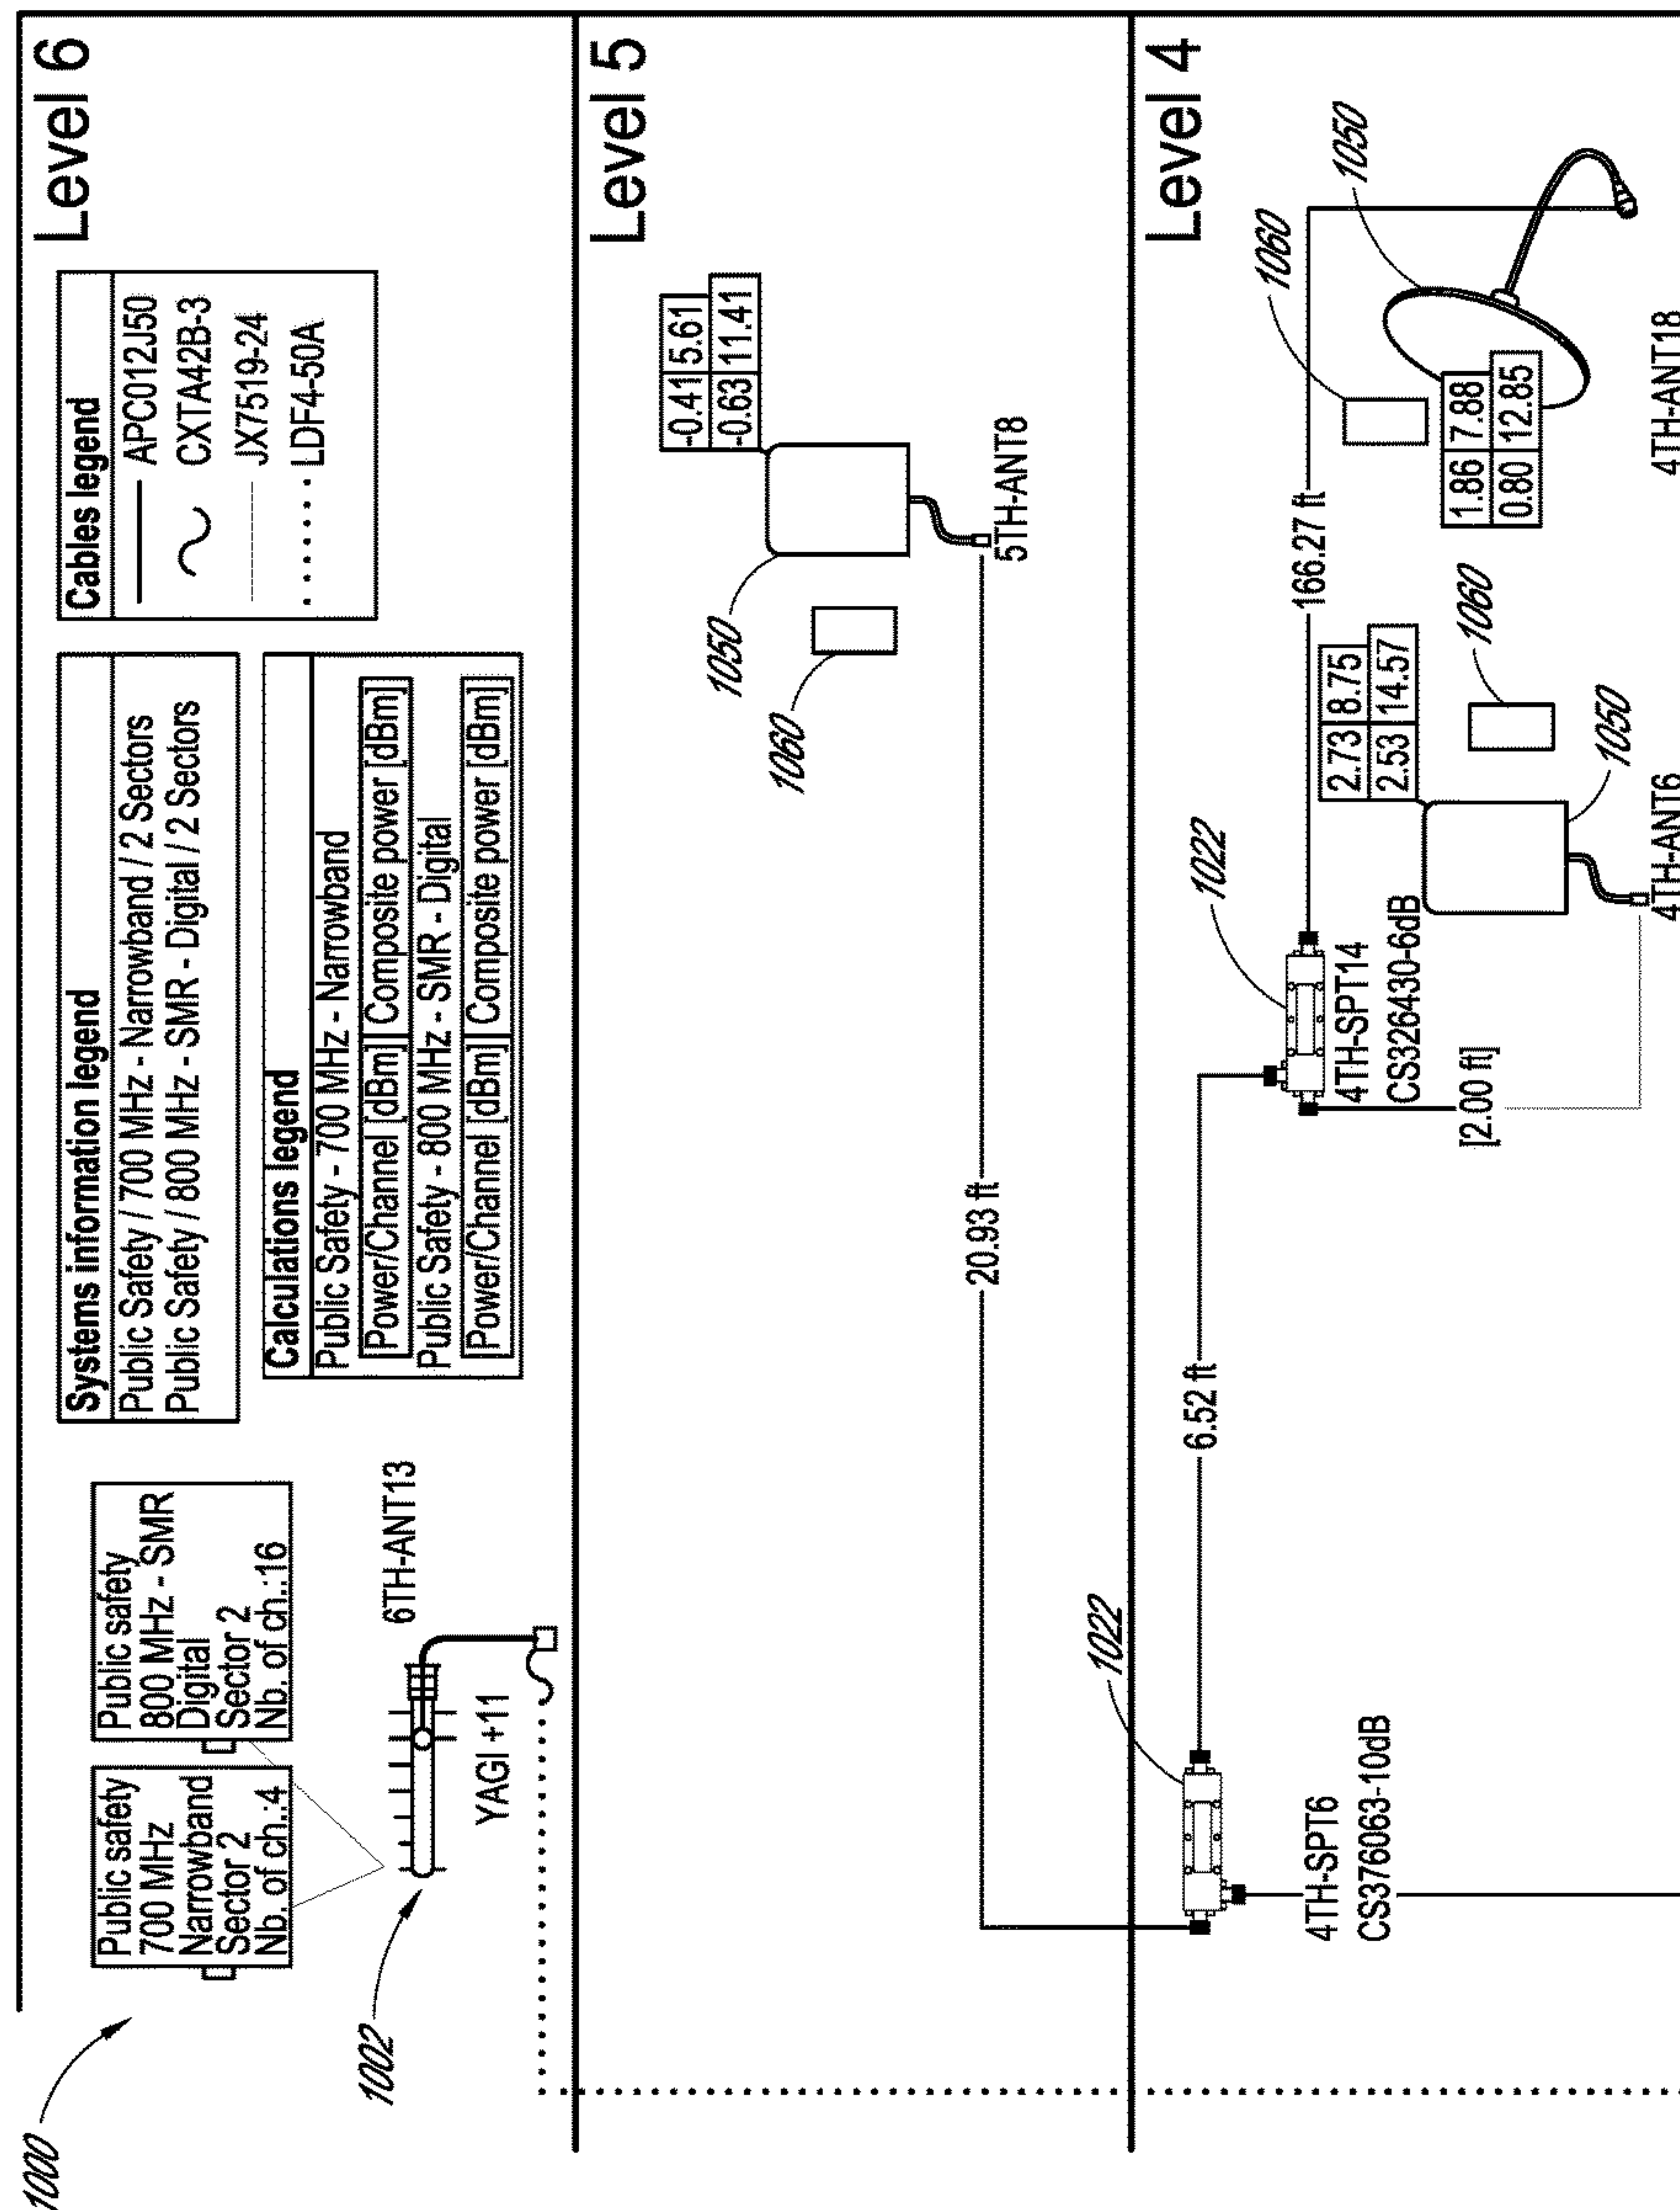 1000
Public safety
700 MHz
Narrowband
Sector 2
Nb. of ch.:4
Public safety
800 MHz - SMR
Digital
Sector 2
Nb. of ch.:16
1002
YAGI +11
6TH-ANT13
Systems information legend
Public Safety / 700 MHz - Narrowband / 2 Sectors
Public Safety / 800 MHz - SMR - Digital / 2 Sectors
Calculations legend
Public Safety - 700 MHz - Narrowband
Power/Channel [dBm] Composite power [dBm]
Public Safety - 800 MHz - SMR - Digital
Power/Channel [dBm] Composite power [dBm]
Cables legend
APC012J50
CXTA42B-3
JX7519-24
LDF4-50A
Level 6
Level 5
-0.41 5.61
-0.63 11.41
1050
1060
5TH-ANT8
20.93 ft
Level 4
1022
4TH-SPT6
CS376063-10dB
6.52 ft
1022
4TH-SPT14
CS326430-6dB
[2.00 ft]
166.27 ft
2.73 8.75
2.53 14.57
1060
1050
4TH-ANT6
1060
1050
1.86 7.88
0.80 12.85
4TH-ANT18